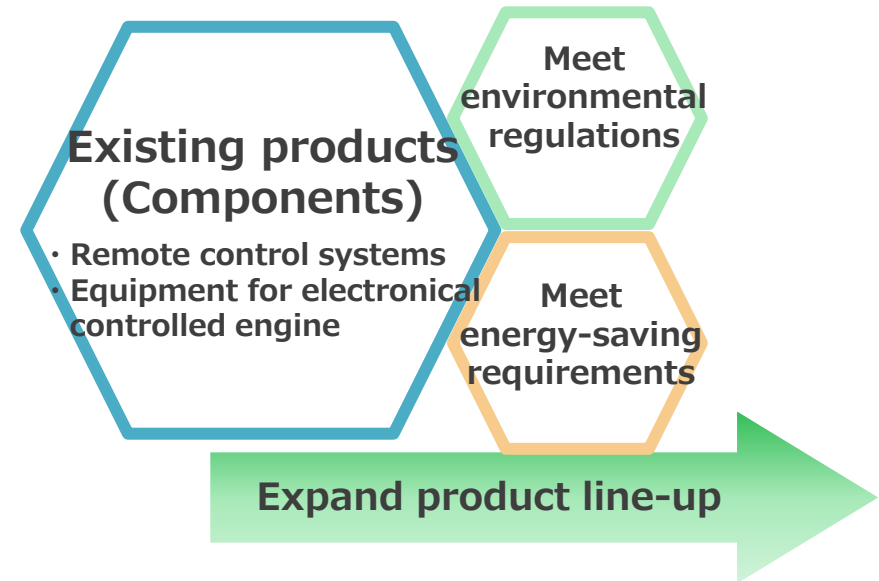 Existing products
(Components)
・Remote control systems
・Equipment for electronical
controlled engine
Meet
environmental
regulations
Meet
energy-saving
requirements
Expand product line-up